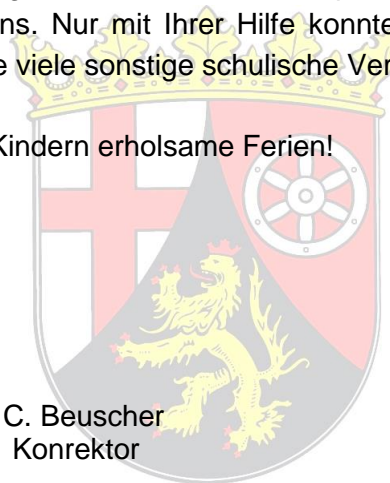 ns. Nur mit Ihrer Hilfe konnte
e viele sonstige schulische Ver
Kindern erholsame Ferien!
C. Beuscher
Konrektor